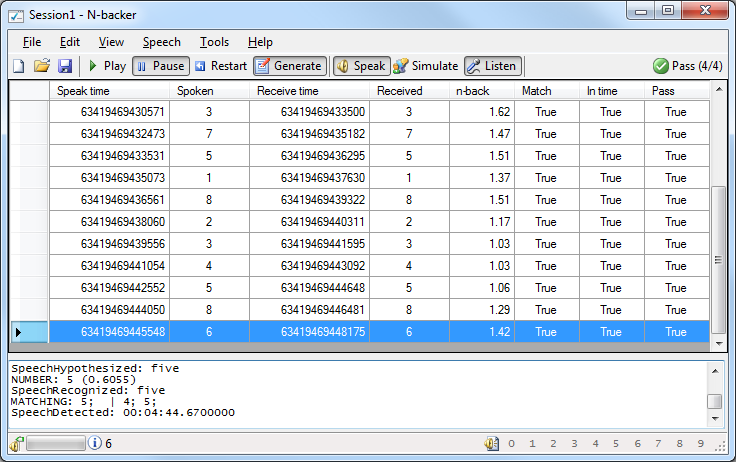 Session1 - N-backer
File Edit View Speech Tools Help
Play Pause Restart Generate Speak Simulate Listen Pass (4/4)
Speak time Spoken Receive time Received n-back Match In time Pass
63419469430571 3 63419469433500 3 1.62 True True True
63419469432473 7 63419469435182 7 1.47 True True True
63419469433531 5 63419469436295 5 1.51 True True True
63419469435073 1 63419469437630 1 1.37 True True True
63419469436561 8 63419469439322 8 1.51 True True True
63419469438060 2 63419469440311 2 1.17 True True True
63419469439556 3 63419469441595 3 1.03 True True True
63419469441054 4 63419469443092 4 1.03 True True True
63419469442552 5 63419469444648 5 1.06 True True True
63419469444050 8 63419469446481 8 1.29 True True True
63419469445548 6 63419469448175 6 1.42 True True True
SpeechHypothesized: five
NUMBER: 5 (0.6055)
SpeechRecognized: five
MATCHING: 5;  | 4; 5;
SpeechDetected: 00:04:44.6700000
6 0 1 2 3 4 5 6 7 8 9